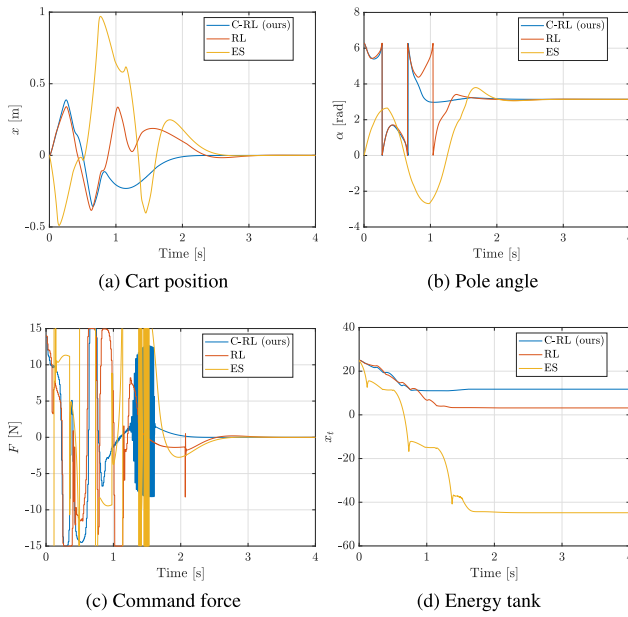 1
0.5
0
-0.5
x [m]
0 1 2 3 4
Time [s]
C-RL (ours)
RL
ES
(a) Cart position
8
6
4
2
0
-2
-4
α [rad]
0 1 2 3 4
Time [s]
C-RL (ours)
RL
ES
(b) Pole angle
15
10
5
0
-5
-10
-15
F [N]
0 1 2 3 4
Time [s]
C-RL (ours)
RL
ES
(c) Command force
40
20
0
-20
-40
-60
x_t
0 1 2 3 4
Time [s]
C-RL (ours)
RL
ES
(d) Energy tank